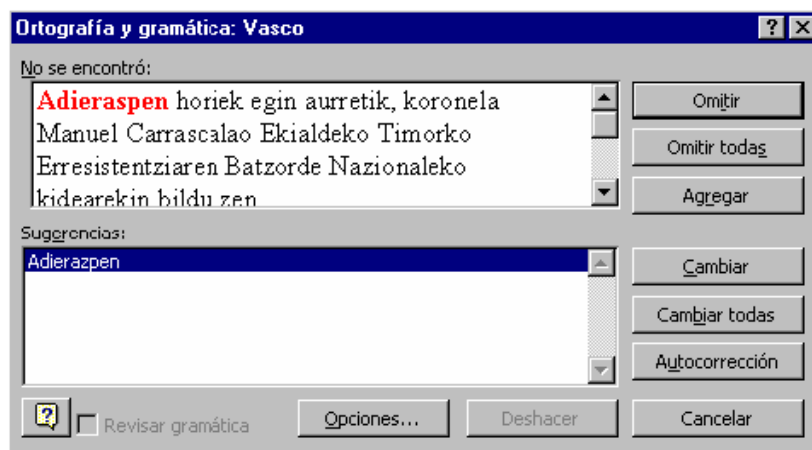 Ortografía y gramática: Vasco
No se encontró:
Adieraspen horiek egin aurretik, koronela
Manuel Carrascalao Ekialdeko Timorko
Erresistentziaren Batzorde Nazionaleko
kidearekin bildu zen
Omitir
Omitir todas
Agregar
Sugerencias:
Adierazpen
Cambiar
Cambiar todas
Autocorrección
Revisar gramática
Opciones...
Deshacer
Cancelar